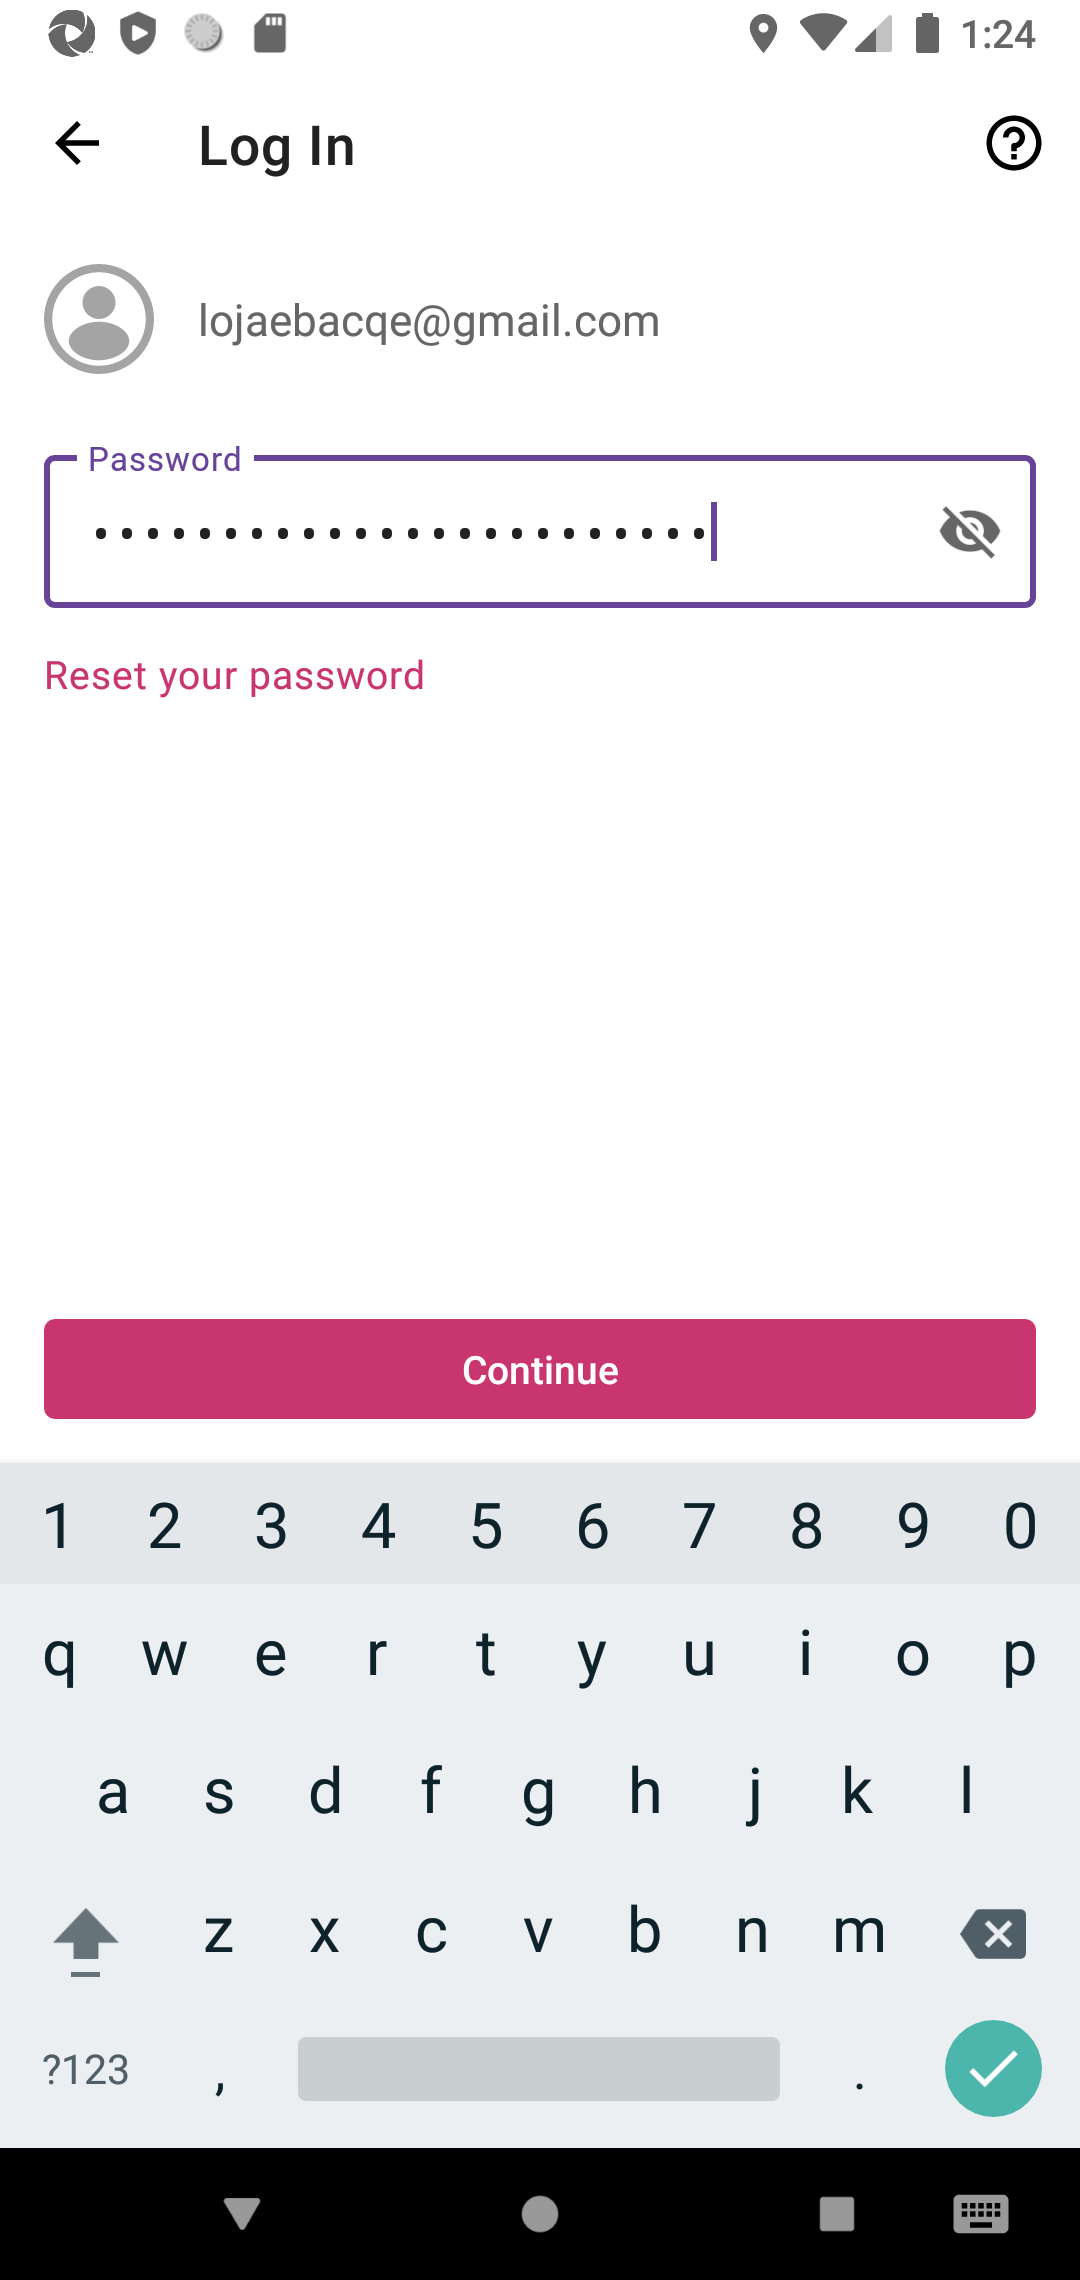 1:24
Log In
lojaebacqe@gmail.com
Password
••••••••••••••••••••••••
Reset your password
Continue
1 2 3 4 5 6 7 8 9 0
q w e r t y u i o p
a s d f g h j k l
z x c v b n m
?123 , .